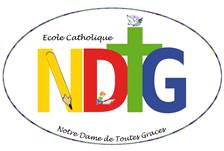 Ecole Catholique
NDTG
Notre Dame de Toutes Graces